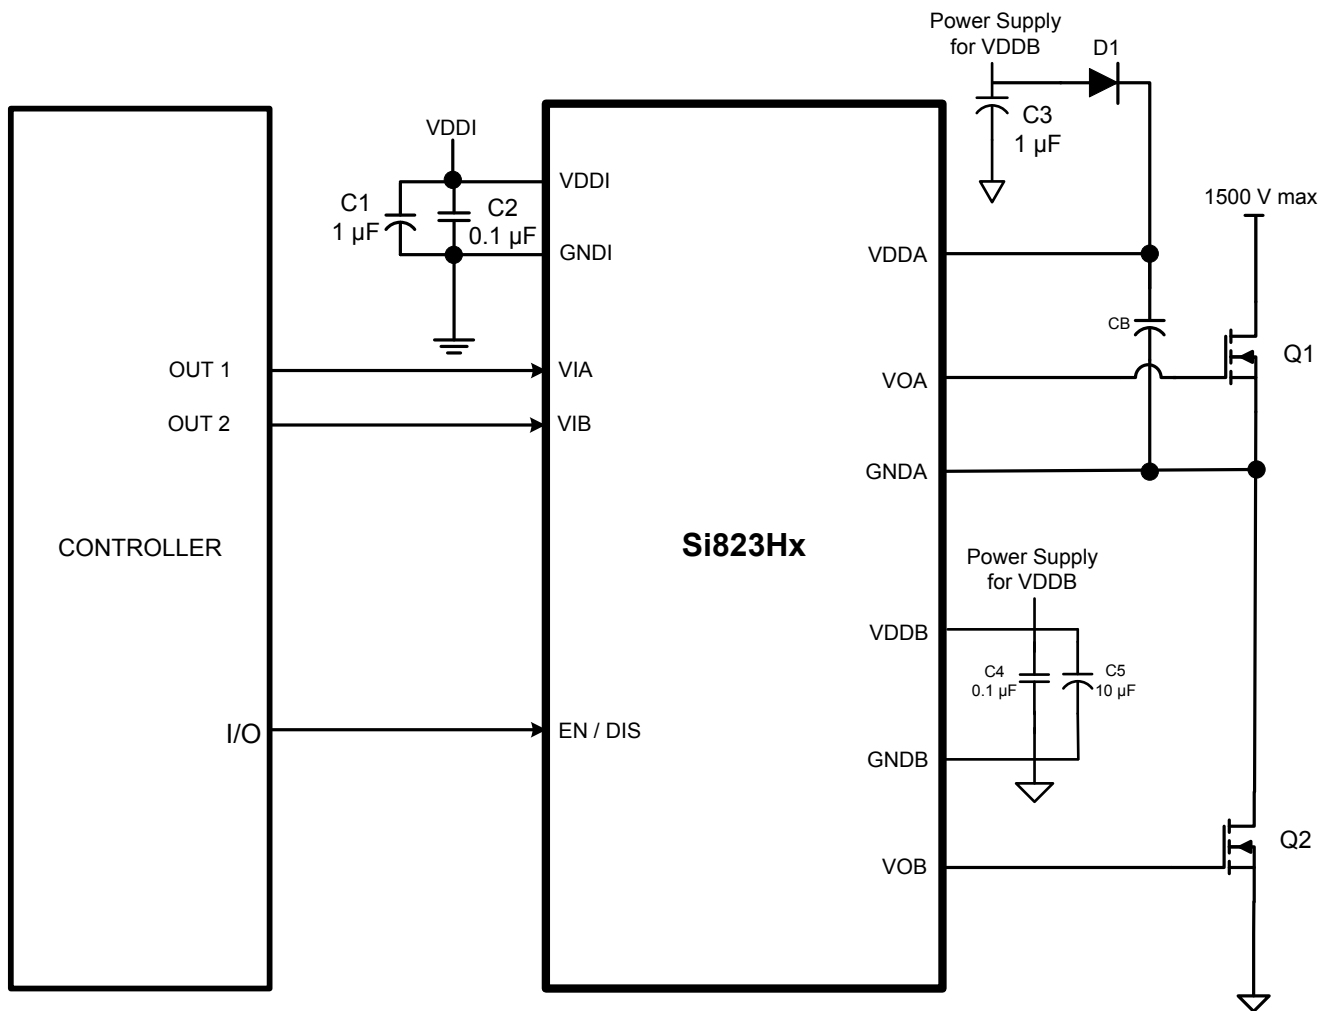 Power Supply
for VDDB
D1
C3
1 µF
VDDI
VDDI
C1
1 µF
C2
0.1 µF
GNDI
1500 V max
VDDA
CB
Q1
OUT 1
VIA
VOA
OUT 2
VIB
GNDA
CONTROLLER
Si823Hx
Power Supply
for VDDB
VDDB
C4
0.1 µF
C5
10 µF
I/O
EN / DIS
GNDB
Q2
VOB